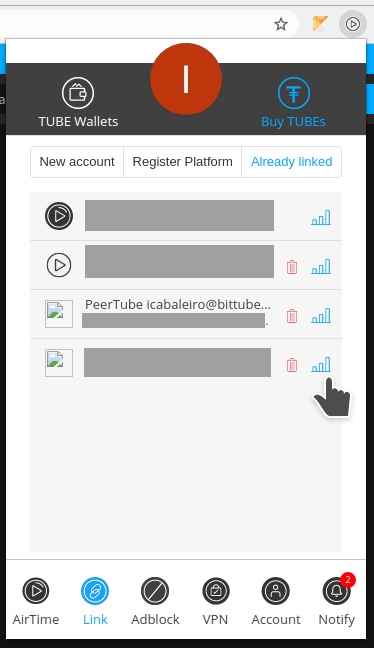 I
TUBE Wallets
Buy TUBEs
New account
Register Platform
Already linked
PeerTube icabaleiro@bittube...
.
2
AirTime
Link
Adblock
VPN
Account
Notify